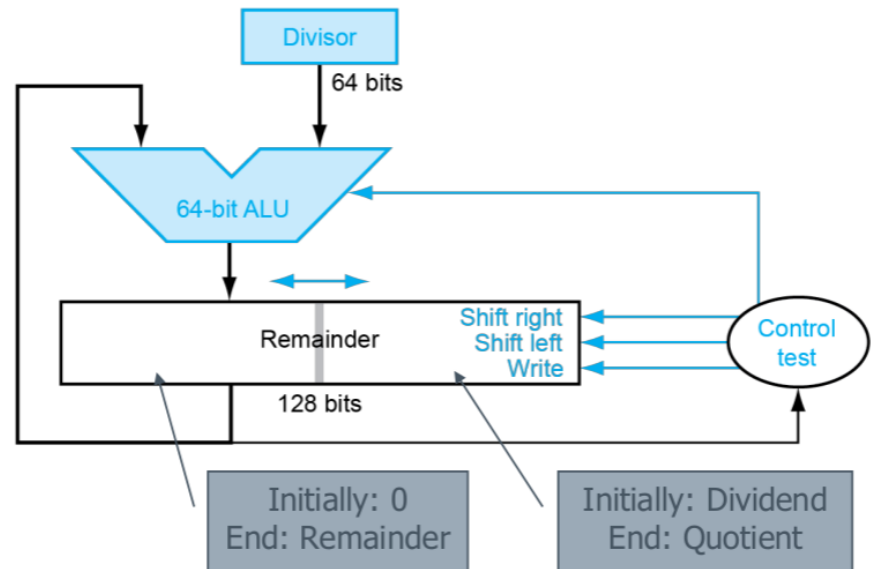 Divisor
64 bits
64-bit ALU
Remainder
Shift right
Shift left
Write
Control
test
128 bits
Initially: 0
End: Remainder
Initially: Dividend
End: Quotient